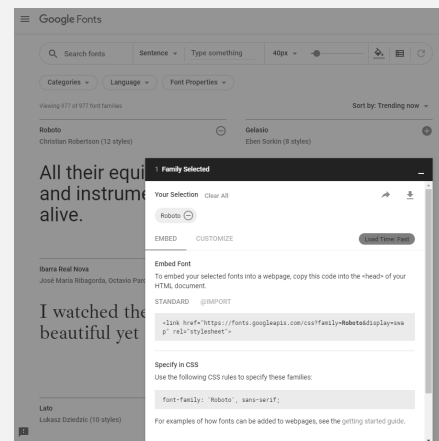 Google Fonts
Search fonts
Sentence
Type something
40px
Categories
Language
Font Properties
Viewing 977 of 977 font families
Sort by: Trending now
Roboto
Christian Robertson (12 styles)
Gelasio
Eben Sorkin (8 styles)
All their equi
and instrume
alive.
1 Family Selected
Your Selection Clear All
Roboto
EMBED
CUSTOMIZE
Load Time: Fast
Embed Font
To embed your selected fonts into a webpage, copy this code into the <head> of your
HTML document.
STANDARD
@IMPORT
<link href="https://fonts.googleapis.com/css?family=Roboto&display=swa
p" rel="stylesheet">
Specify in CSS
Use the following CSS rules to specify these families:
font-family: 'Roboto', sans-serif;
For examples of how fonts can be added to webpages, see the getting started guide.
Ibarra Real Nova
José María Ribagorda, Octavio Pard
I watched the
beautiful yet
Lato
Łukasz Dziedzic (10 styles)